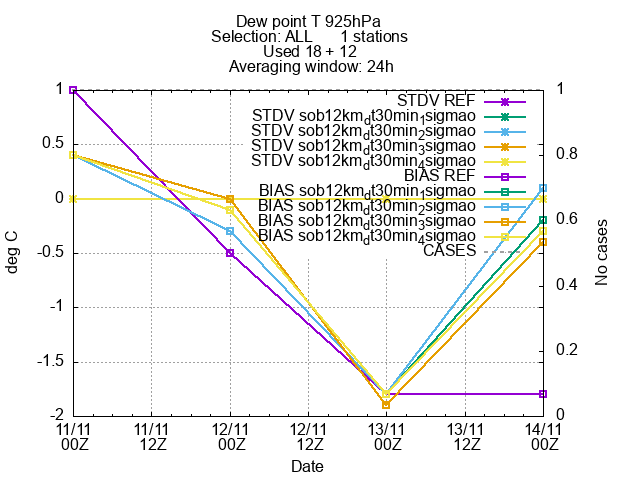 Dew point T 925hPa
Selection: ALL 1 stations
Used 18 + 12
Averaging window: 24h
STDV REF
STDV sob12km_dt30min_1sigmao
STDV sob12km_dt30min_2sigmao
STDV sob12km_dt30min_3sigmao
STDV sob12km_dt30min_4sigmao
BIAS REF
BIAS sob12km_dt30min_1sigmao
BIAS sob12km_dt30min_2sigmao
BIAS sob12km_dt30min_3sigmao
BIAS sob12km_dt30min_4sigmao
CASES
1
0.5
0
-0.5
-1
-1.5
-2
deg C
1
0.8
0.6
0.4
0.2
0
No cases
11/11 11/11 12/11 12/11 13/11 13/11 14/11
00Z 12Z 00Z 12Z 00Z 12Z 00Z
Date